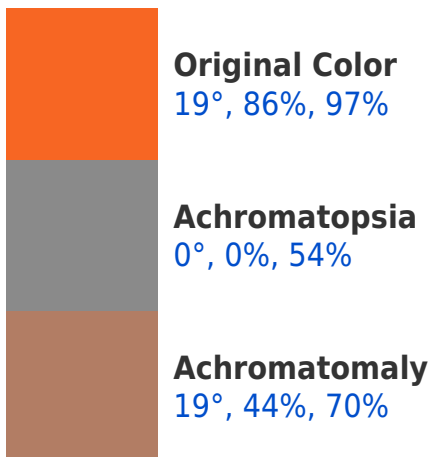 Original Color
19°, 86%, 97%
Achromatopsia
0°, 0%, 54%
Achromatomaly
19°, 44%, 70%